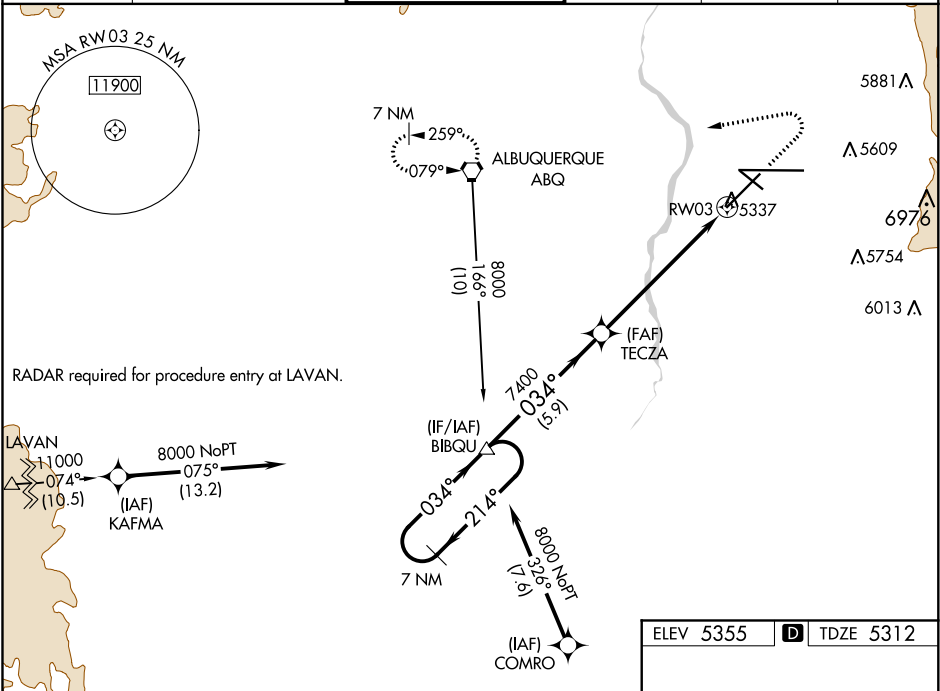 MSA RW03 25 NM
11900
5881
7 NM
259°
079°
ALBUQUERQUE
ABQ
5609
RW03
5337
6976
5754
8000
166°
(10)
6013
(FAF)
TECZA
RADAR required for procedure entry at LAVAN.
7400
034°
(5.9)
(IF/IAF)
BIBQU
LAVAN
11000
074°
(10.5)
8000 NoPT
075°
(13.2)
(IAF)
KAFMA
034°
214°
7 NM
8000 NoPT
326°
(7.6)
(IAF)
COMRO
ELEV 5355 D TDZE 5312